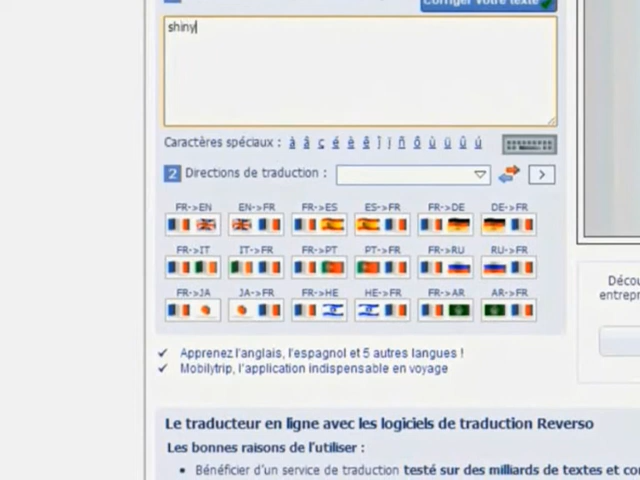 Corriger votre texte
shiny
Caractères spéciaux : à â ç é è ê î ï ñ ô ù û ü ú
2 Directions de traduction :
FR->EN EN->FR FR->ES ES->FR FR->DE DE->FR
FR->IT IT->FR FR->PT PT->FR FR->RU RU->FR
FR->JA JA->FR FR->HE HE->FR FR->AR AR->FR
Décou
entrepr
Apprenez l'anglais, l'espagnol et 5 autres langues !
Mobilytrip, l'application indispensable en voyage
Le traducteur en ligne avec les logiciels de traduction Reverso
Les bonnes raisons de l'utiliser :
Bénéficier d'un service de traduction testé sur des milliards de textes et co